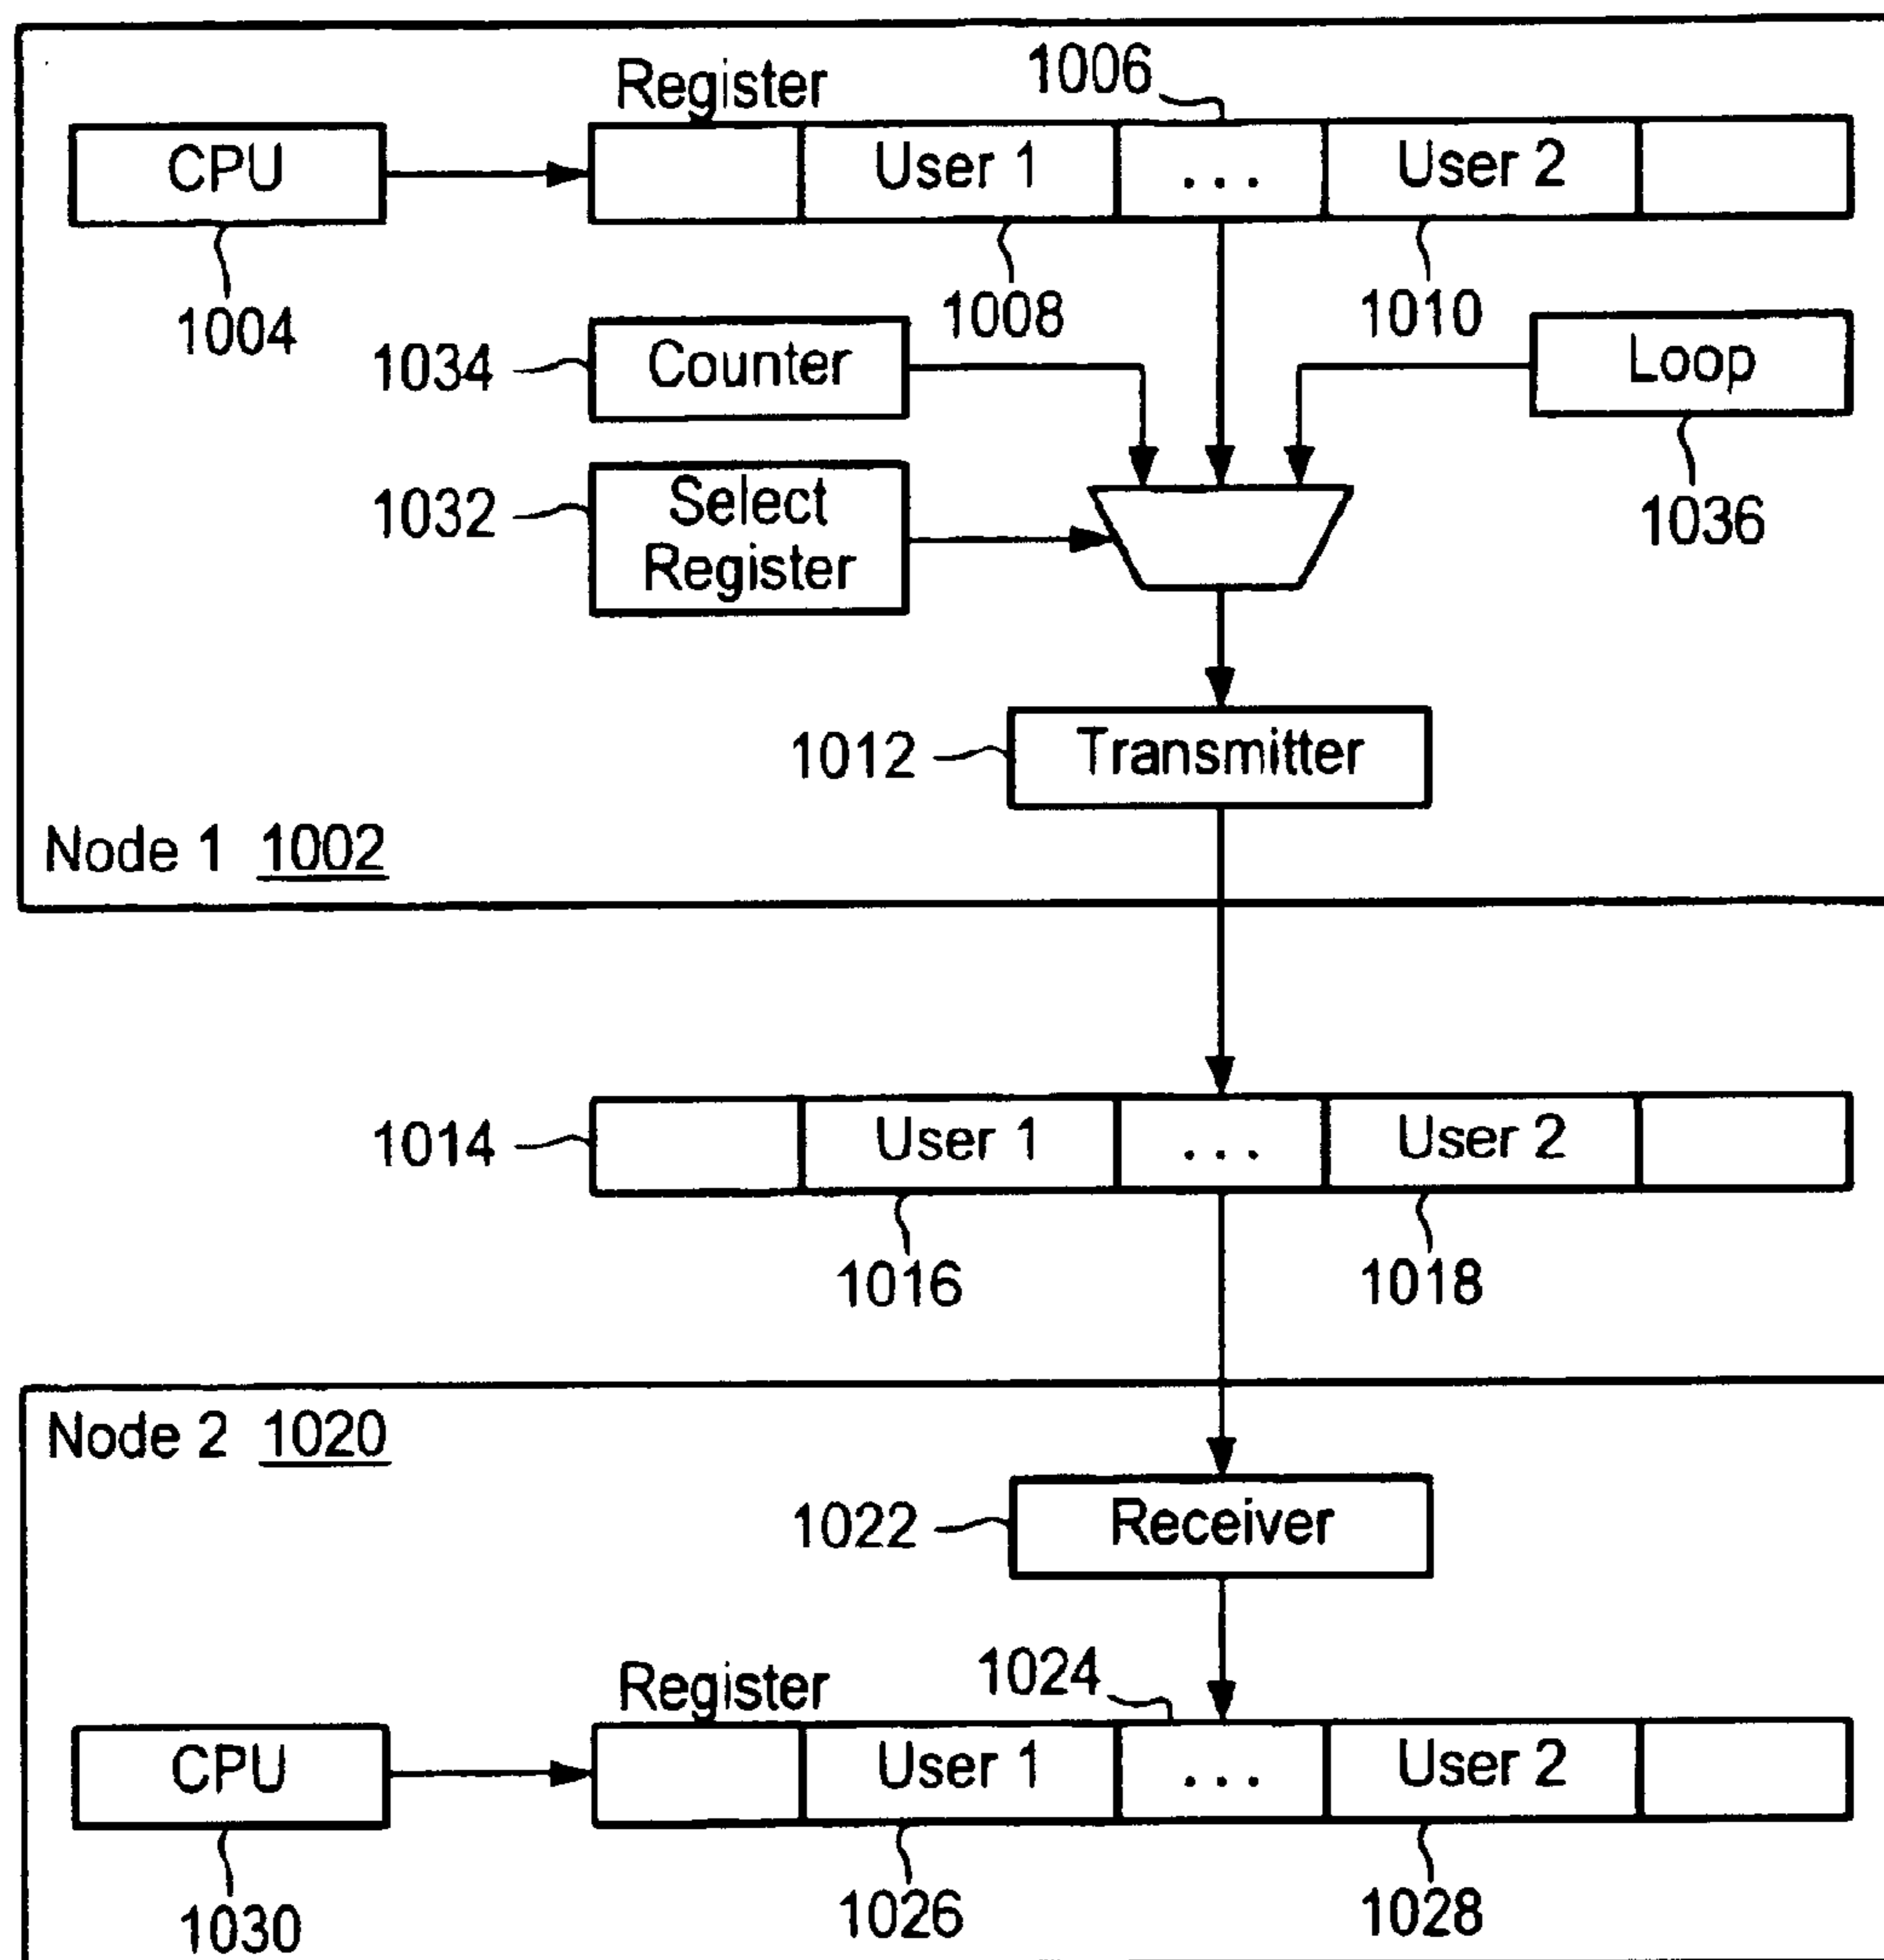 Register
1006
CPU
User 1
...
User 2
1004
1008
1010
1034
Counter
Loop
1032
Select
Register
1036
1012
Transmitter
Node 1 1002
1014
User 1
...
User 2
1016
1018
Node 2 1020
1022
Receiver
Register
1024
CPU
User 1
...
User 2
1030
1026
1028